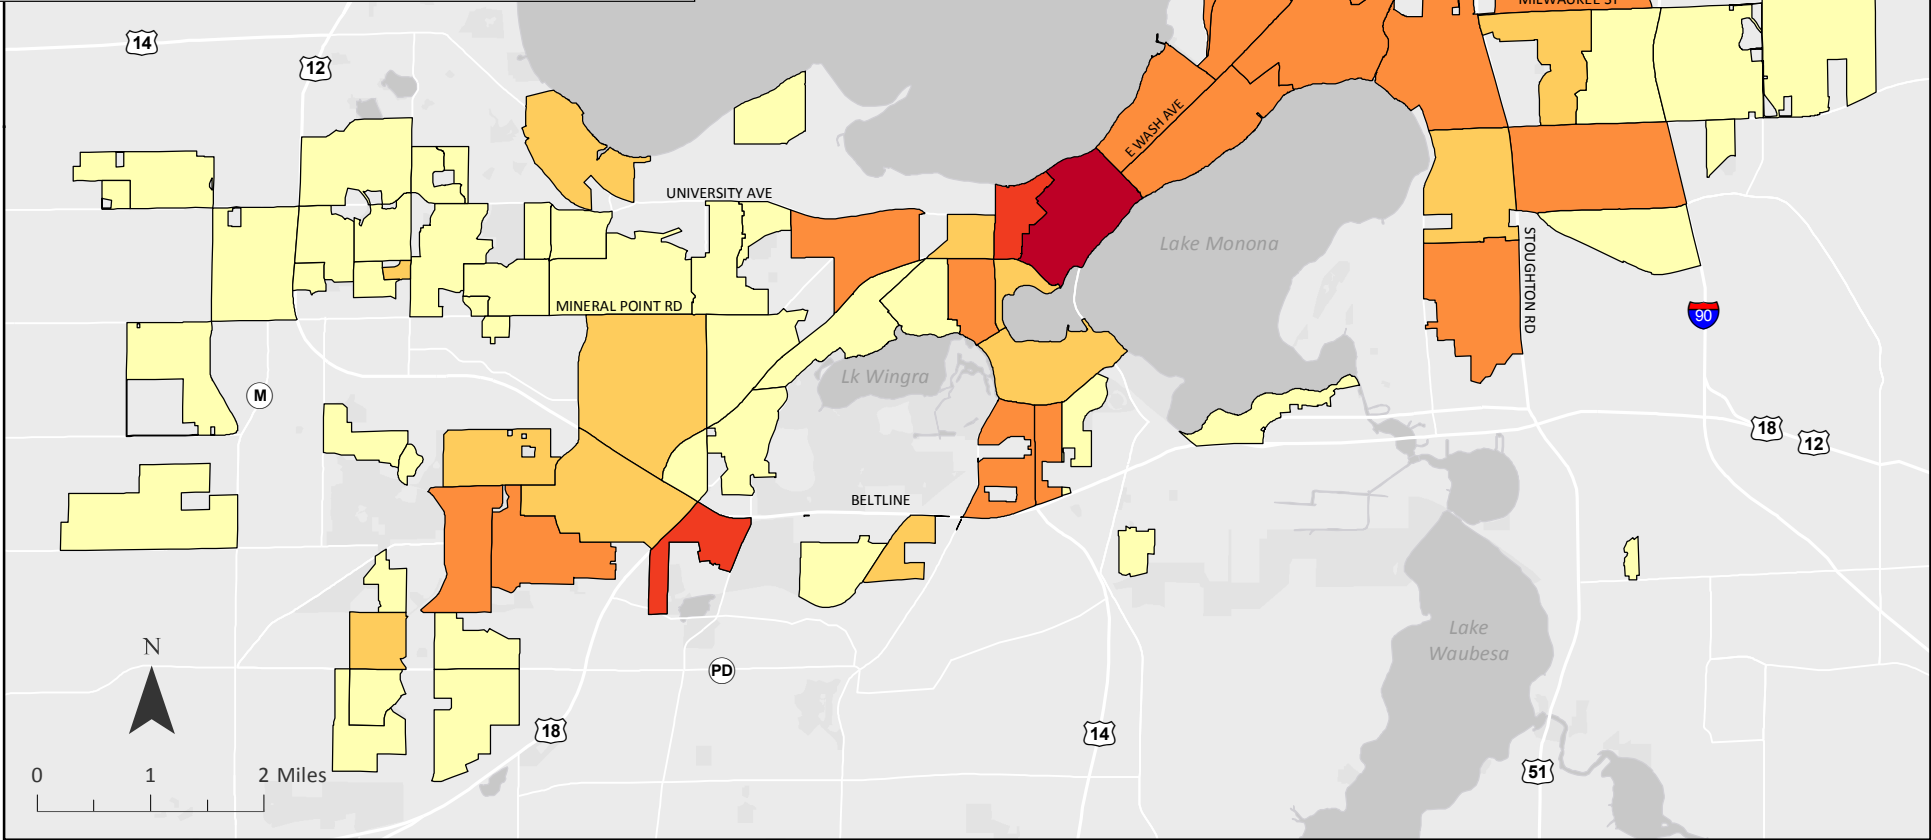 MILWAUKEE ST
14
12
E WASH AVE
UNIVERSITY AVE
Lake Monona
STOUGHTON RD
MINERAL POINT RD
90
Lk Wingra
M
18
12
BELTLINE
Lake
Waubesa
N
PD
18
14
51
0 1 2 Miles